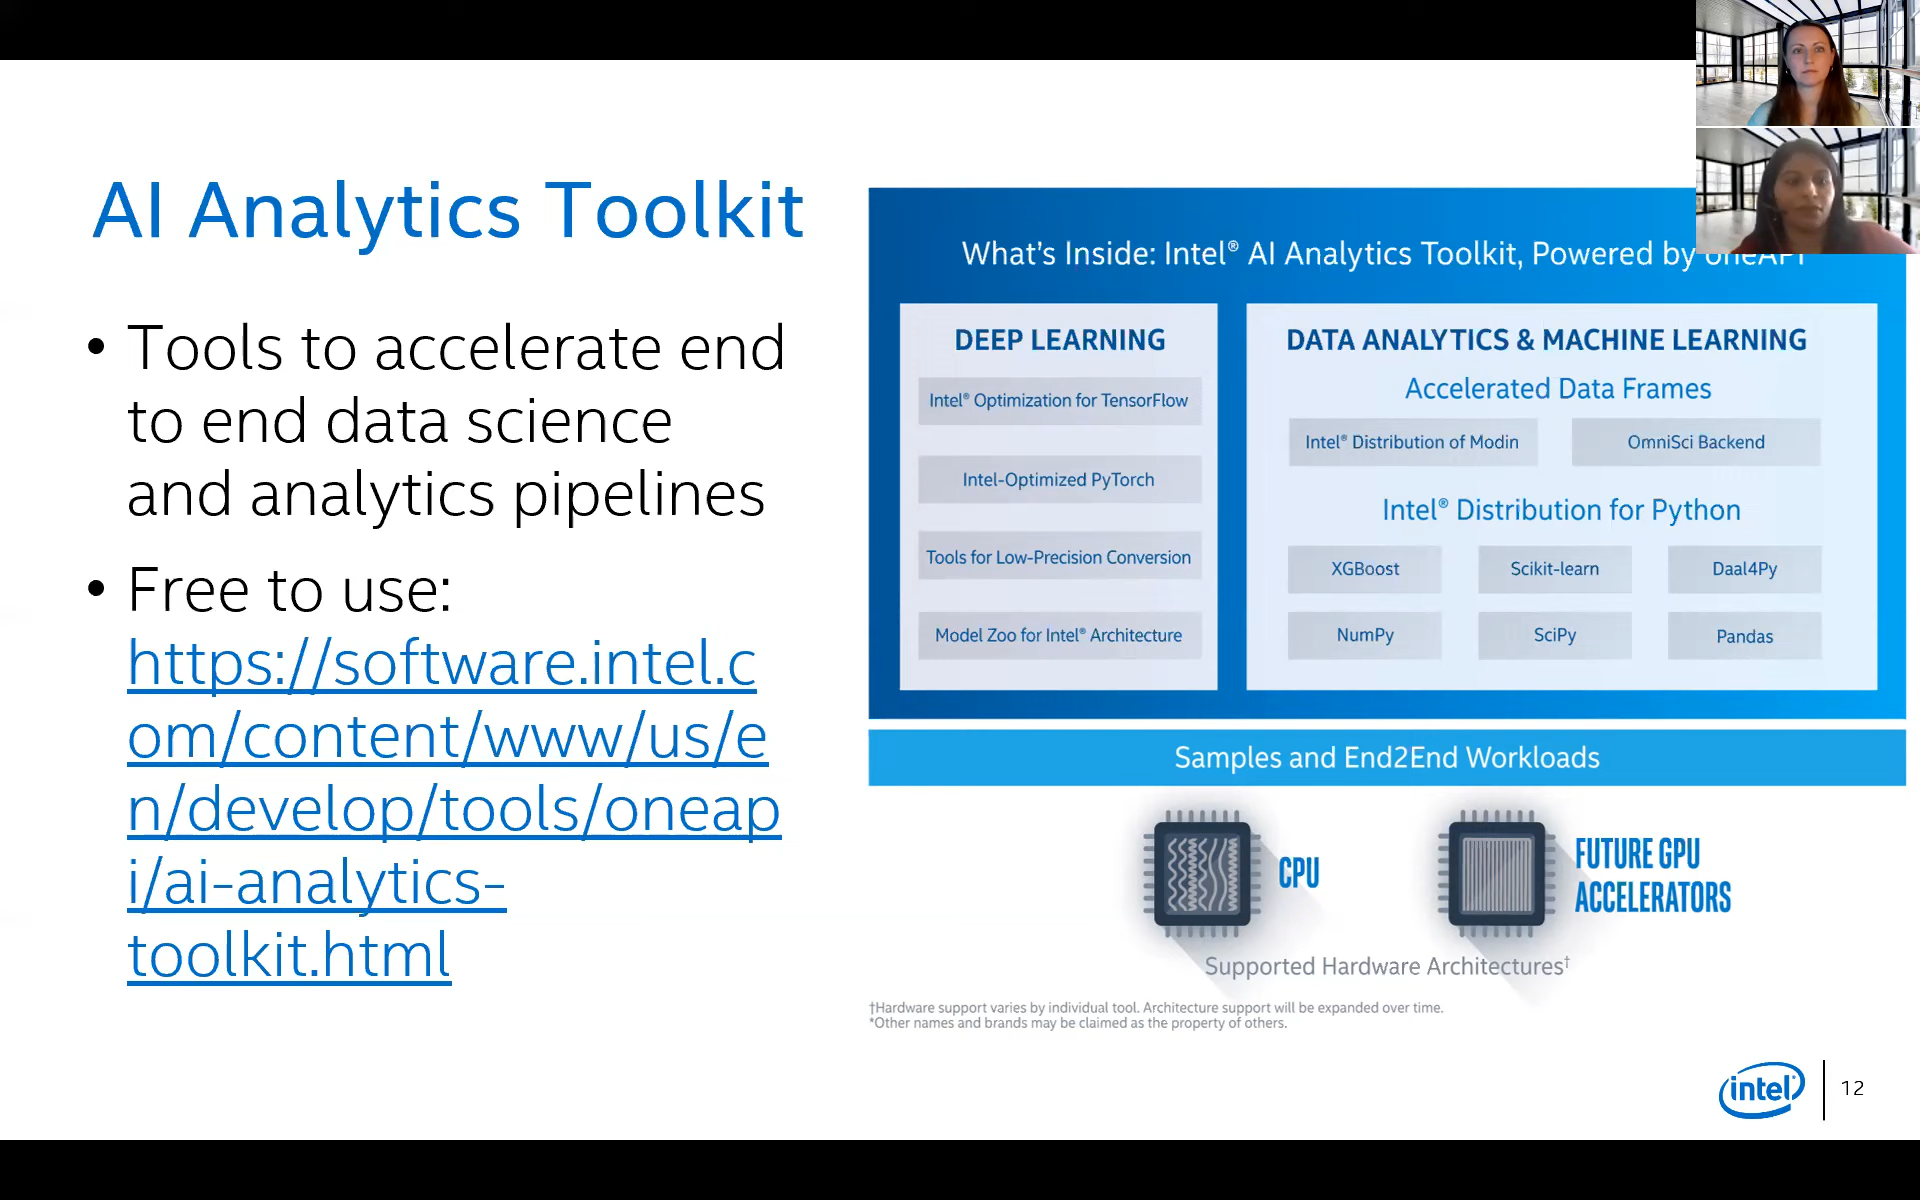 AI Analytics Toolkit
• Tools to accelerate end
to end data science
and analytics pipelines
• Free to use:
https://software.intel.c
om/content/www/us/e
n/develop/tools/oneap
i/ai-analytics-
toolkit.html
What's Inside: Intel® AI Analytics Toolkit, Powered by oneAPI
DEEP LEARNING
Intel® Optimization for TensorFlow
Intel-Optimized PyTorch
Tools for Low-Precision Conversion
Model Zoo for Intel® Architecture
DATA ANALYTICS & MACHINE LEARNING
Accelerated Data Frames
Intel® Distribution of Modin
OmniSci Backend
Intel® Distribution for Python
XGBoost
Scikit-learn
Daal4Py
NumPy
SciPy
Pandas
Samples and End2End Workloads
CPU
FUTURE GPU
ACCELERATORS
Supported Hardware Architectures†
†Hardware support varies by individual tool. Architecture support will be expanded over time.
*Other names and brands may be claimed as the property of others.
intel
12